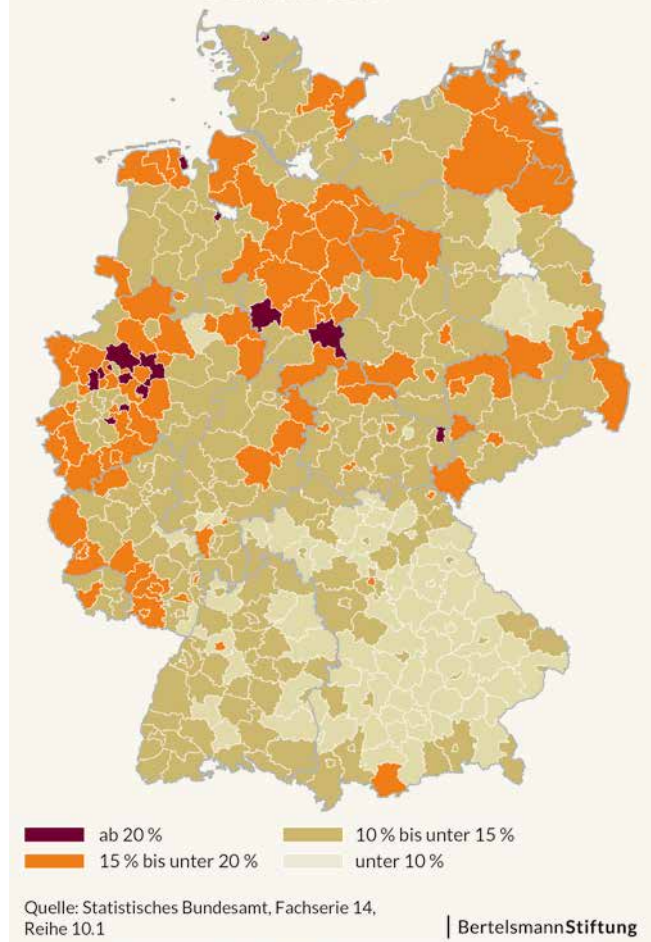 ab 20 %
10 % bis unter 15 %
15 % bis unter 20 %
unter 10 %
Quelle: Statistisches Bundesamt, Fachserie 14,
Reihe 10.1
BertelsmannStiftung